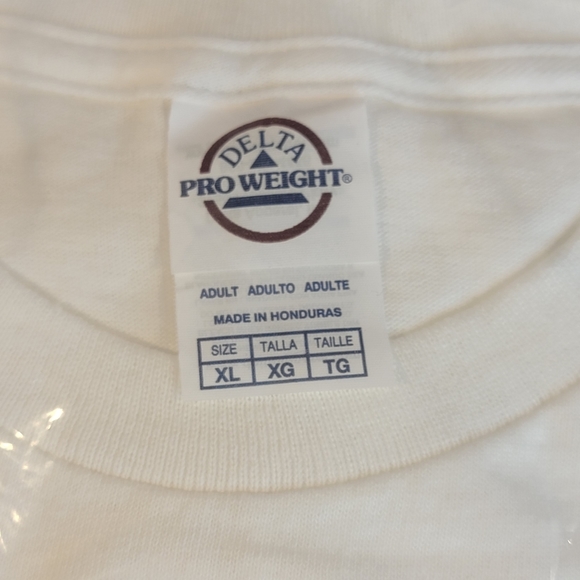 DELTA
PRO WEIGHT®
ADULT ADULTO ADULTE
MADE IN HONDURAS
SIZE TALLA TAILLE
XL XG TG